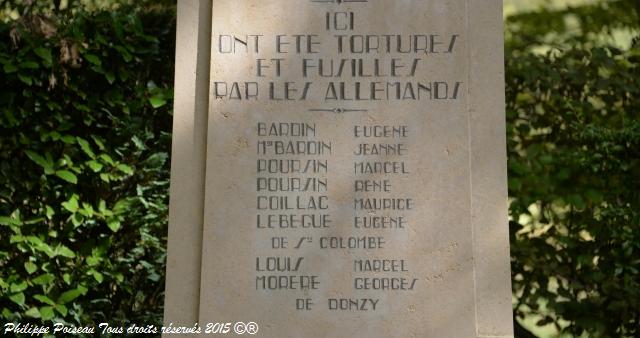 ICI
ONT ETE TORTURES
ET FUSILLES
PAR LES ALLEMANDS
BARDIN EUGENE
Mme BARDIN JEANNE
POURSIN MARCEL
POURSIN RENE
COILLAC MAURICE
LEBEGUE EUGENE
DE Ste COLOMBE
LOUIS MARCEL
MORERE GEORGES
DE DONZY
Philippe Poiseau Tous droits réservés 2015 ©®